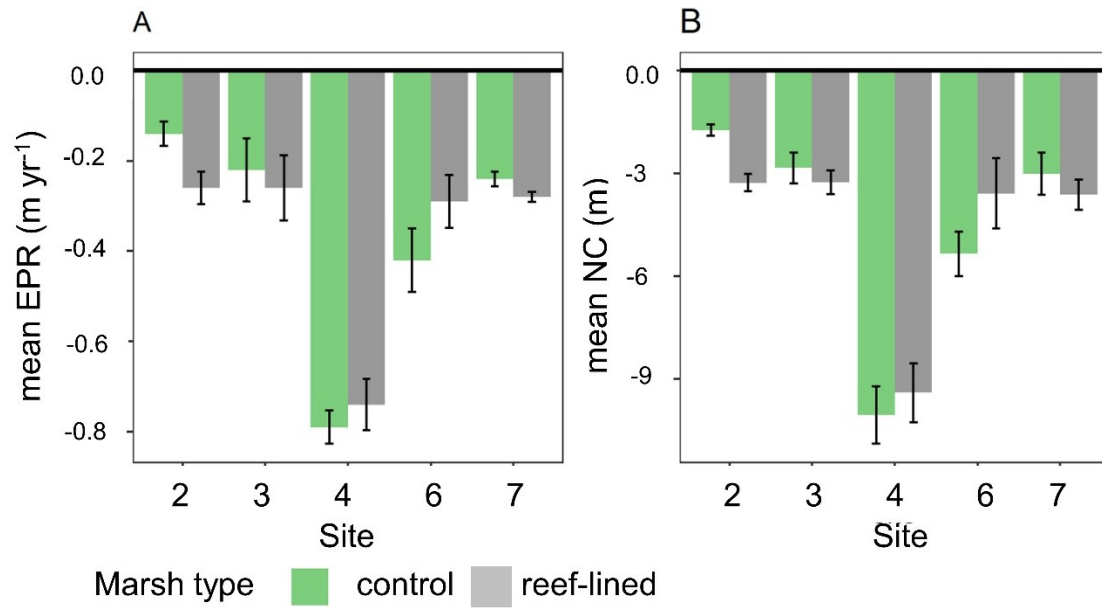 A
mean EPR (m yr⁻¹)
0.0
-0.2
-0.4
-0.6
-0.8
2 3 4 6 7
Site
B
mean NC (m)
0.0
-3
-6
-9
2 3 4 6 7
Site
Marsh type control reef-lined